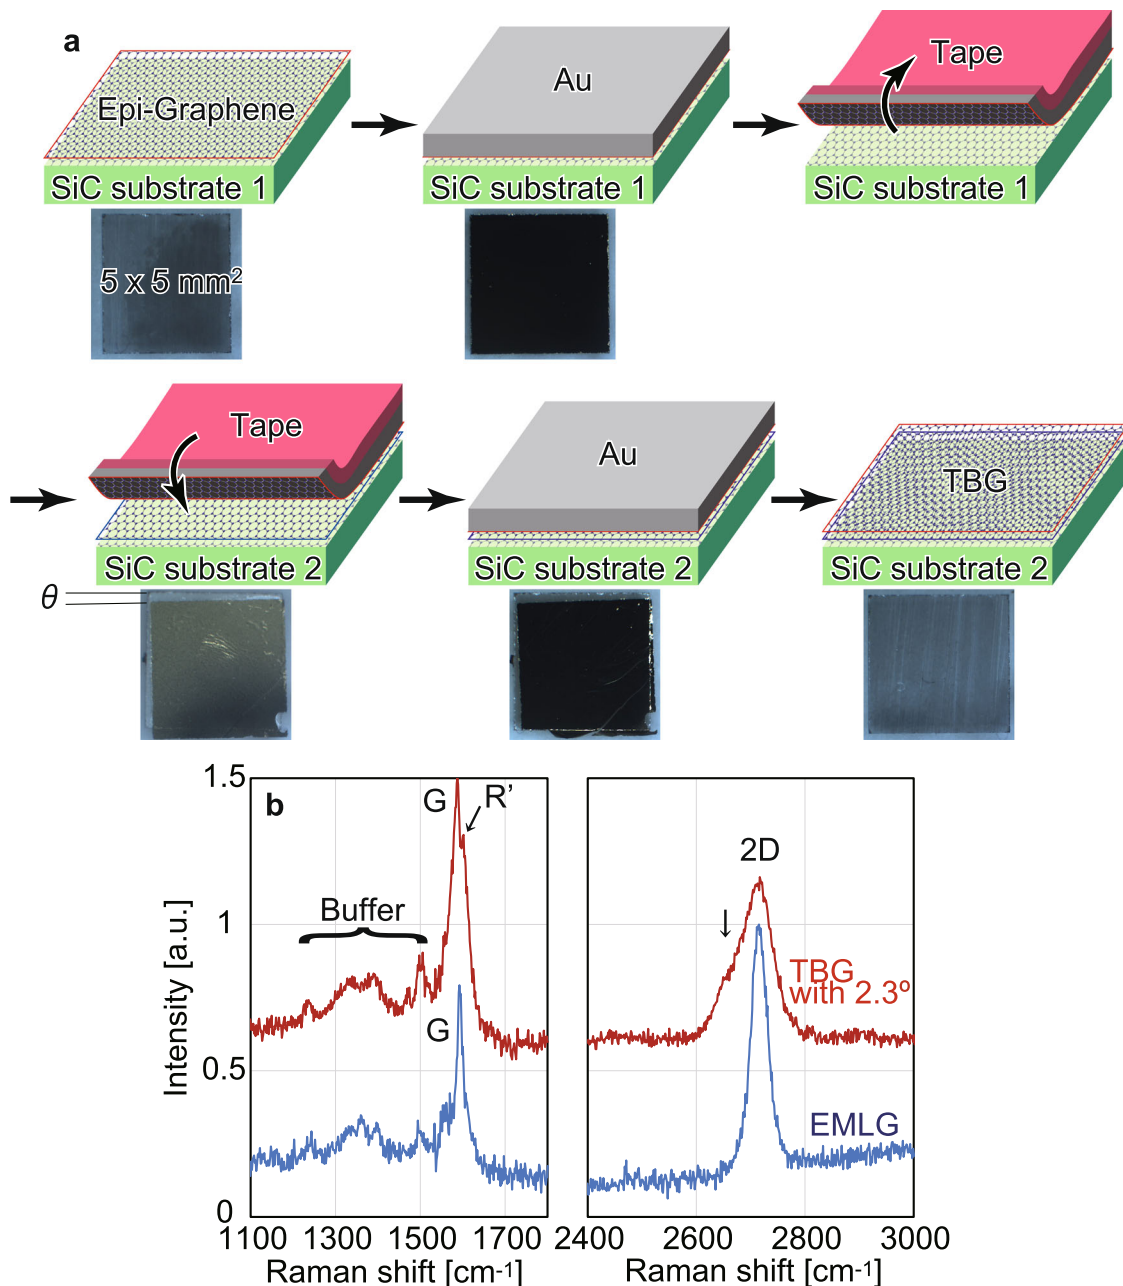 a
Epi-Graphene
SiC substrate 1
5 x 5 mm²
Au
SiC substrate 1
Tape
SiC substrate 1
Tape
SiC substrate 2
θ
Au
SiC substrate 2
TBG
SiC substrate 2
b
1.5
1
0.5
0
Intensity [a.u.]
G
R’
Buffer
G
1100
1300
1500
1700
Raman shift [cm⁻¹]
2D
↓
TBG
with 2.3º
EMLG
2400
2600
2800
3000
Raman shift [cm⁻¹]